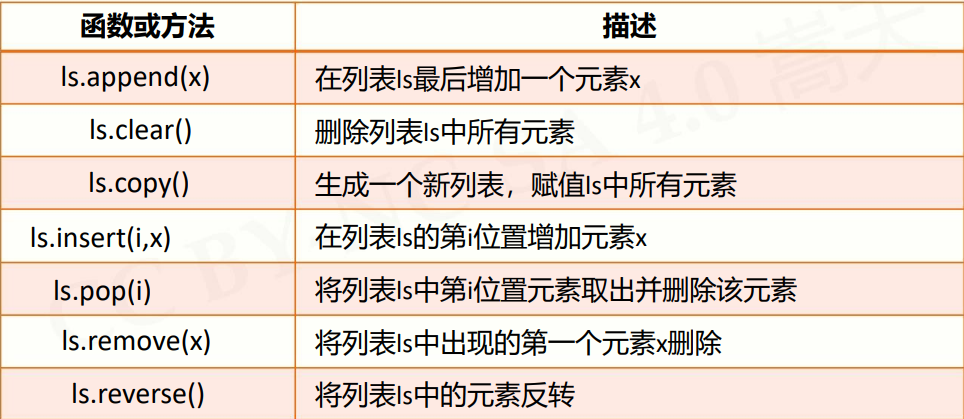 函数或方法 描述
ls.append(x) 在列表ls最后增加一个元素x
ls.clear() 删除列表ls中所有元素
ls.copy() 生成一个新列表，赋值ls中所有元素
ls.insert(i,x) 在列表ls的第i位置增加元素x
ls.pop(i) 将列表ls中第i位置元素取出并删除该元素
ls.remove(x) 将列表ls中出现的第一个元素x删除
ls.reverse() 将列表ls中的元素反转
CC BY NC SA 4.0 嵩天